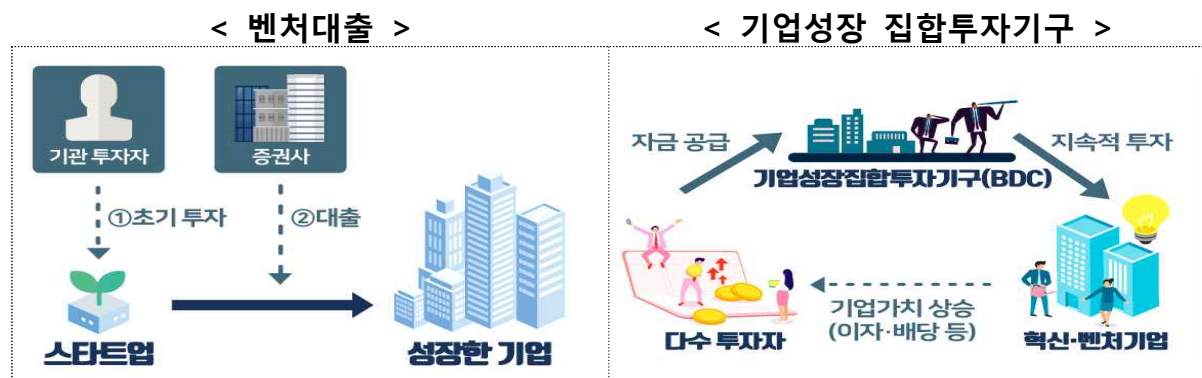 < 벤처대출 >
기관 투자자
증권사
①초기 투자
②대출
스타트업
성장한 기업
< 기업성장 집합투자기구 >
자금 공급
지속적 투자
기업성장집합투자기구(BDC)
기업가치 상승
(이자·배당 등)
다수 투자자
혁신·벤처기업